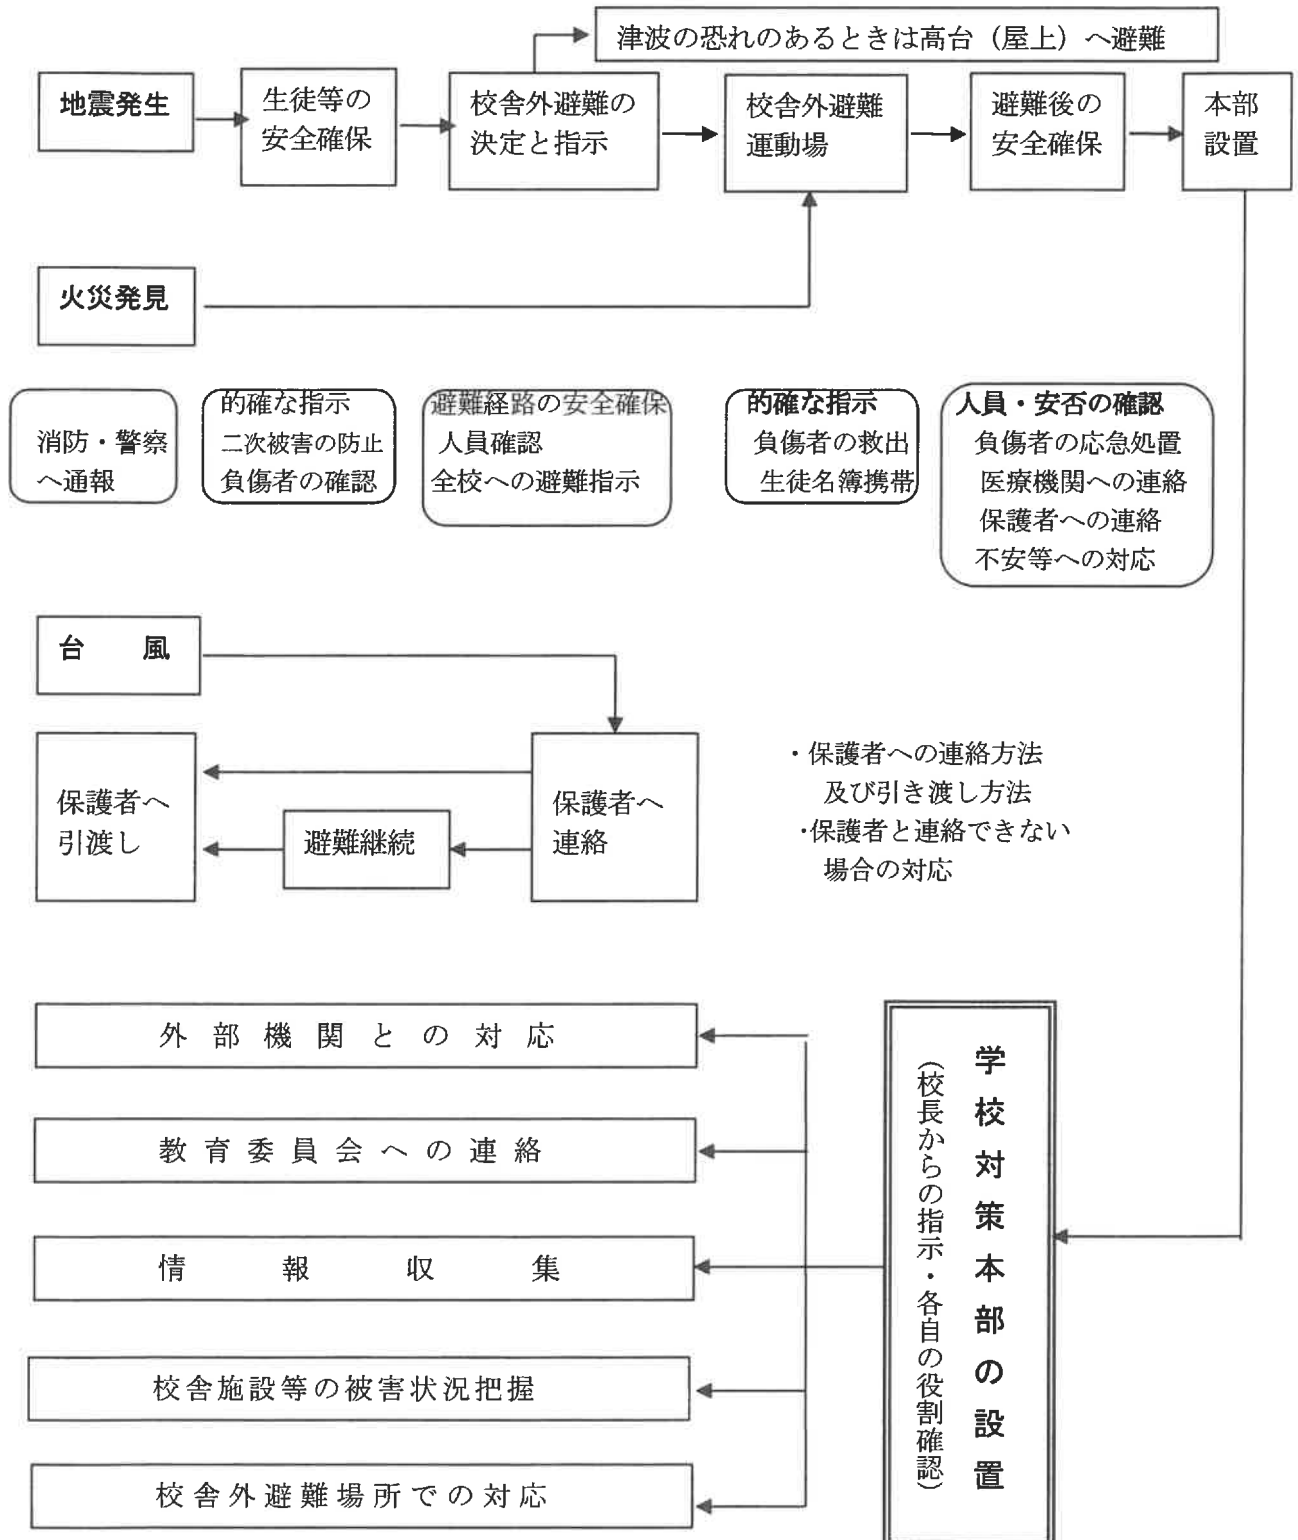 津波の恐れのあるときは高台（屋上）へ避難
地震発生
生徒等の
安全確保
校舎外避難の
決定と指示
校舎外避難
運動場
避難後の
安全確保
本部
設置
火災発見
消防・警察
へ通報
的確な指示
二次被害の防止
負傷者の確認
避難経路の安全確保
人員確認
全校への避難指示
的確な指示
負傷者の救出
生徒名簿携帯
人員・安否の確認
負傷者の応急処置
医療機関への連絡
保護者への連絡
不安等への対応
台　風
保護者へ
引渡し
避難継続
保護者へ
連絡
・保護者への連絡方法
及び引き渡し方法
・保護者と連絡できない
場合の対応
外部機関との対応
教育委員会への連絡
情報収集
校舎施設等の被害状況把握
校舎外避難場所での対応
学校対策本部の設置
（校長からの指示・各自の役割確認）